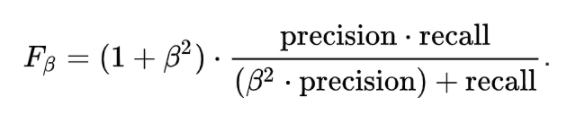 F_β = (1 + β²) · (precision · recall) / ((β² · precision) + recall).